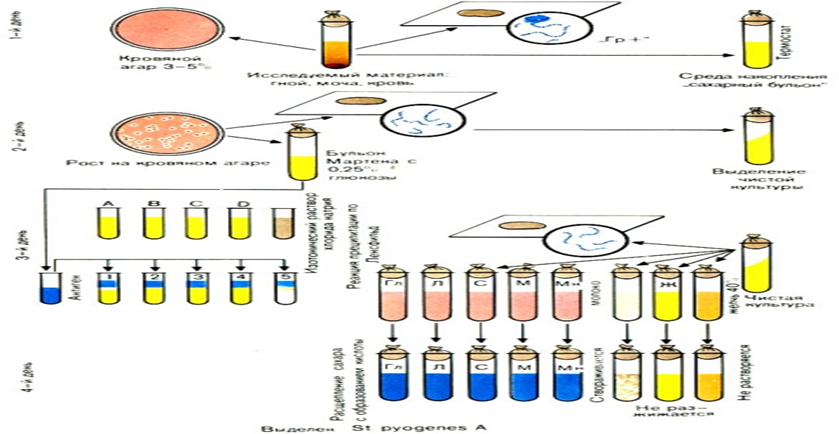 1-й день
Кровяной
агар 3–5%
Исследуемый материал:
гной, моча, кровь
„Гр+“
Термостат
Среда накопления
„сахарный бульон“
2-й день
Рост на кровяном агаре
Бульон
Мартена с
0,25%
глюкозы
Выделение
чистой
культуры
3-й день
A B C D
Изотонический раствор
хлорида натрия
Антиген
1 2 3 4 5
Реакция преципитации по
Ленсфильд
Гл Л С М Мн
молоко
Ж
желчь 40%
Чистая
культура
4-й день
Расщепление сахара
с образованием кислоты
Гл Л С М Мн
Створаживится
Ж
Не раз-
жижается
Не растворяется
Выделен St pyogenes A